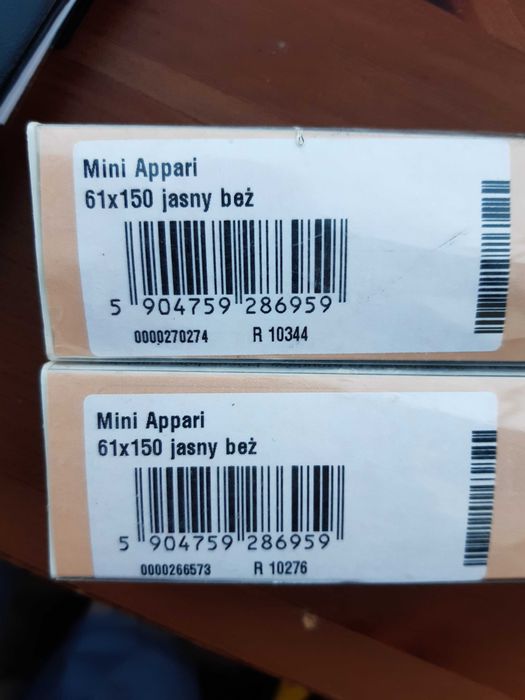 Mini Appari
61x150 jasny beż
5 904759 286959
0000270274 R 10344
Mini Appari
61x150 jasny beż
5 904759 286959
0000266573 R 10276